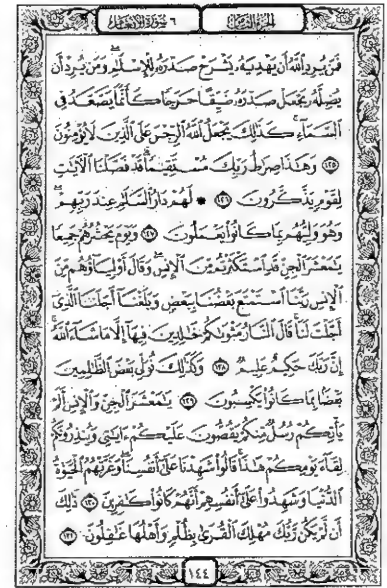 الجزء الثامن
٦ سورة الأنعام
فَمَن يُرِدِ ٱللَّهُ أَن يَهْدِيَهُۥ يَشْرَحْ صَدْرَهُۥ لِلْإِسْلَٰمِۖ وَمَن يُرِدْ أَن
يُضِلَّهُۥ يَجْعَلْ صَدْرَهُۥ ضَيِّقًا حَرَجًا كَأَنَّمَا يَصَّعَّدُ فِي
ٱلسَّمَآءِۚ كَذَٰلِكَ يَجْعَلُ ٱللَّهُ ٱلرِّجْسَ عَلَى ٱلَّذِينَ لَا يُؤْمِنُونَ
١٢٥ وَهَٰذَا صِرَٰطُ رَبِّكَ مُسْتَقِيمًاۗ قَدْ فَصَّلْنَا ٱلْءَايَٰتِ
لِقَوْمٍ يَذَّكَّرُونَ ١٢٦ * لَهُمْ دَارُ ٱلسَّلَٰمِ عِندَ رَبِّهِمْۖ
وَهُوَ وَلِيُّهُم بِمَا كَانُوا۟ يَعْمَلُونَ ١٢٧ وَيَوْمَ يَحْشُرُهُمْ جَمِيعًا
يَٰمَعْشَرَ ٱلْجِنِّ قَدِ ٱسْتَكْثَرْتُم مِّنَ ٱلْإِنسِۖ وَقَالَ أَوْلِيَآؤُهُم مِّنَ
ٱلْإِنسِ رَبَّنَا ٱسْتَمْتَعَ بَعْضُنَا بِبَعْضٍ وَبَلَغْنَآ أَجَلَنَا ٱلَّذِيٓ
أَجَّلْتَ لَنَاۚ قَالَ ٱلنَّارُ مَثْوَىٰكُمْ خَٰلِدِينَ فِيهَآ إِلَّا مَا شَآءَ ٱللَّهُۗ
إِنَّ رَبَّكَ حَكِيمٌ عَلِيمٌ ١٢٨ وَكَذَٰلِكَ نُوَلِّي بَعْضَ ٱلظَّٰلِمِينَ
بَعْضًۢا بِمَا كَانُوا۟ يَكْسِبُونَ ١٢٩ يَٰمَعْشَرَ ٱلْجِنِّ وَٱلْإِنسِ أَلَمْ
يَأْتِكُمْ رُسُلٌ مِّنكُمْ يَقُصُّونَ عَلَيْكُمْ ءَايَٰتِي وَيُنذِرُونَكُمْ
لِقَآءَ يَوْمِكُمْ هَٰذَاۚ قَالُوا۟ شَهِدْنَا عَلَىٰٓ أَنفُسِنَاۖ وَغَرَّتْهُمُ ٱلْحَيَوٰةُ
ٱلدُّنْيَا وَشَهِدُوا۟ عَلَىٰٓ أَنفُسِهِمْ أَنَّهُمْ كَانُوا۟ كَٰفِرِينَ ١٣٠ ذَٰلِكَ
أَن لَّمْ يَكُن رَّبُّكَ مُهْلِكَ ٱلْقُرَىٰ بِظُلْمٍ وَأَهْلُهَا غَٰفِلُونَ ١٣١
١٤٤